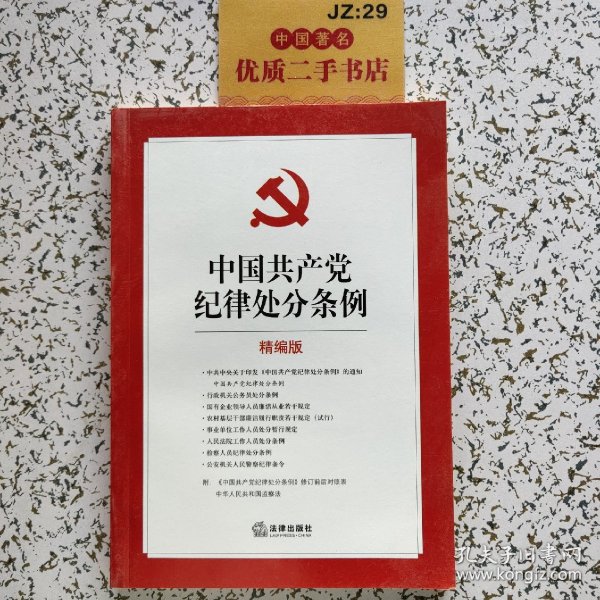 JZ:29
中国著名
优质二手书店
中国共产党
纪律处分条例
精编版
·中共中央关于印发《中国共产党纪律处分条例》的通知
中国共产党纪律处分条例
·行政机关公务员处分条例
·国有企业领导人员廉洁从业若干规定
·农村基层干部廉洁履行职责若干规定（试行）
·事业单位工作人员处分暂行规定
·人民法院工作人员处分条例
·检察人员纪律处分条例
·公安机关人民警察纪律条令
附：《中国共产党纪律处分条例》修订前后对照表
中华人民共和国监察法
法律出版社
LAW PRESS·CHINA
孔夫子旧书网
www.kongfz.com